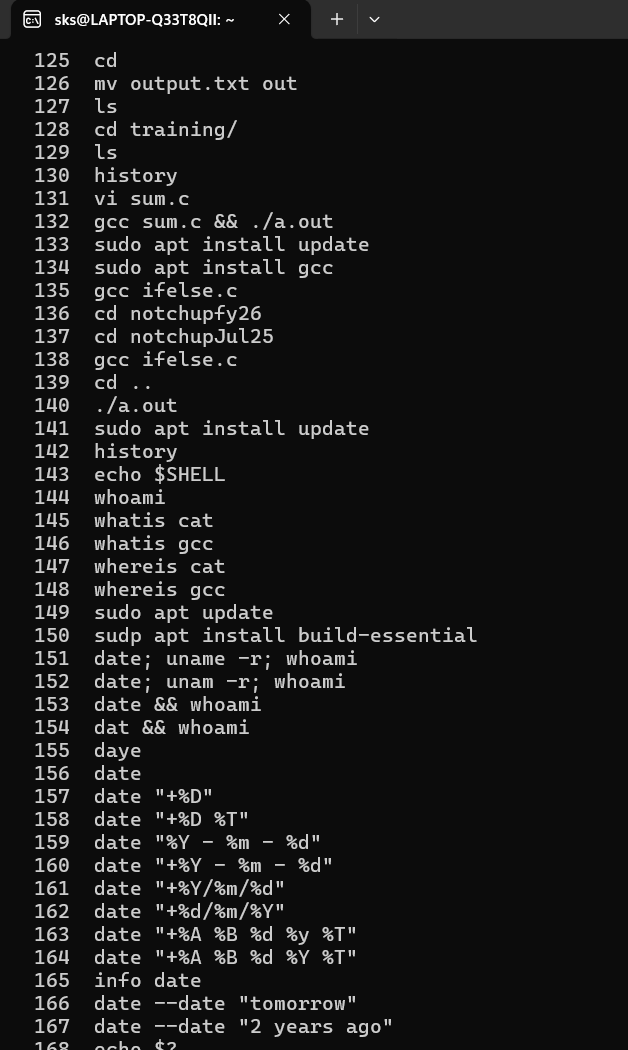 sks@LAPTOP-Q33T8QII: ~
125 cd
126 mv output.txt out
127 ls
128 cd training/
129 ls
130 history
131 vi sum.c
132 gcc sum.c && ./a.out
133 sudo apt install update
134 sudo apt install gcc
135 gcc ifelse.c
136 cd notchupfy26
137 cd notchupJul25
138 gcc ifelse.c
139 cd ..
140 ./a.out
141 sudo apt install update
142 history
143 echo $SHELL
144 whoami
145 whatis cat
146 whatis gcc
147 whereis cat
148 whereis gcc
149 sudo apt update
150 sudp apt install build-essential
151 date; uname -r; whoami
152 date; unam -r; whoami
153 date && whoami
154 dat && whoami
155 daye
156 date
157 date "+%D"
158 date "+%D %T"
159 date "%Y - %m - %d"
160 date "+%Y - %m - %d"
161 date "+%Y/%m/%d"
162 date "+%d/%m/%Y"
163 date "+%A %B %d %y %T"
164 date "+%A %B %d %Y %T"
165 info date
166 date --date "tomorrow"
167 date --date "2 years ago"
168 echo $?